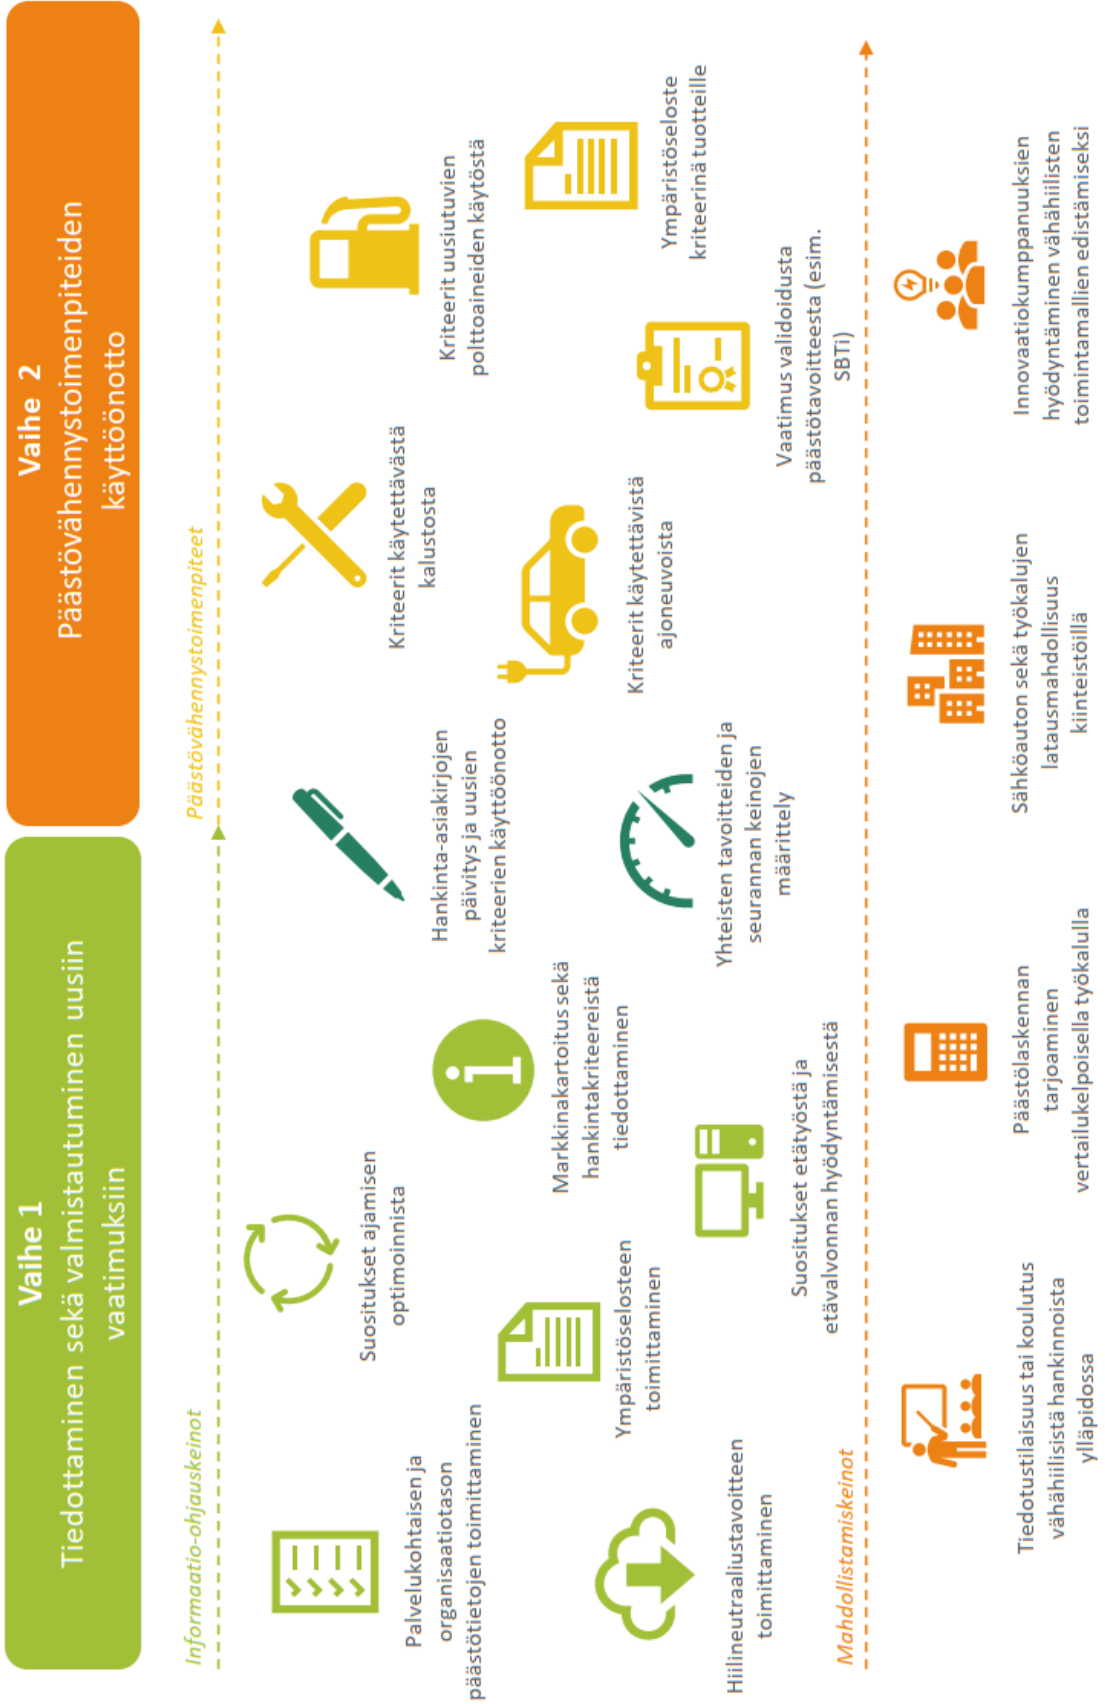 Vaihe 1
Tiedottaminen sekä valmistautuminen uusiin
vaatimuksiin
Vaihe 2
Päästövähennystoimenpiteiden
käyttöönotto
Informaatio-ohjauskeinot
Päästövähennystoimenpiteet
Palvelukohtaisen ja
organisaatiotason
päästötietojen toimittaminen
Suositukset ajamisen
optimoinnista
Hankinta-asiakirjojen
päivitys ja uusien
kriteerien käyttöönotto
Kriteerit käytettävästä
kalustosta
Kriteerit uusiutuvien
polttoaineiden käytöstä
Ympäristöselosteen
toimittaminen
Markkinakartoitus sekä
hankintakriteereistä
tiedottaminen
Kriteerit käytettävistä
ajoneuvoista
Ympäristöseloste
kriteerinä tuotteille
Hiilineutraaliustavoitteen
toimittaminen
Suositukset etätyöstä ja
etävalvonnan hyödyntämisestä
Yhteisten tavoitteiden ja
seurannan keinojen
määrittely
Vaatimus validoidusta
päästötavoitteesta (esim.
SBTi)
Mahdollistamiskeinot
Tiedotustilaisuus tai koulutus
vähähiilisistä hankinnoista
ylläpidossa
Päästölaskennan
tarjoaminen
vertailukelpoisella työkalulla
Sähköauton sekä työkalujen
latausmahdollisuus
kiinteistöillä
Innovaatiokumppanuuksien
hyödyntäminen vähähiilisten
toimintamallien edistämiseksi